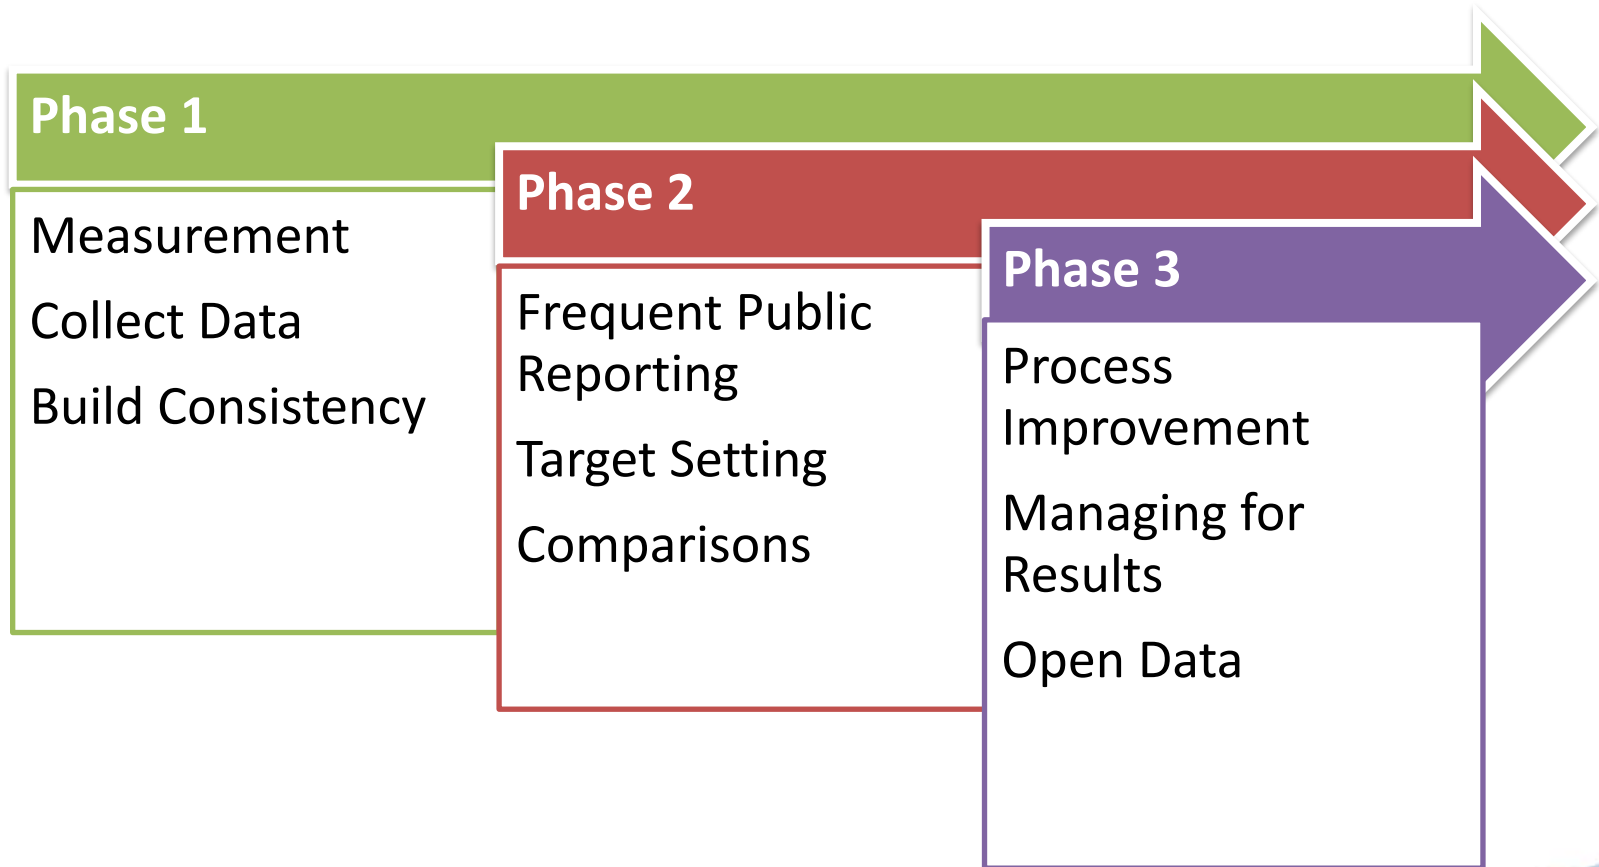 Phase 1
Measurement
Collect Data
Build Consistency
Phase 2
Frequent Public
Reporting
Target Setting
Comparisons
Phase 3
Process
Improvement
Managing for
Results
Open Data